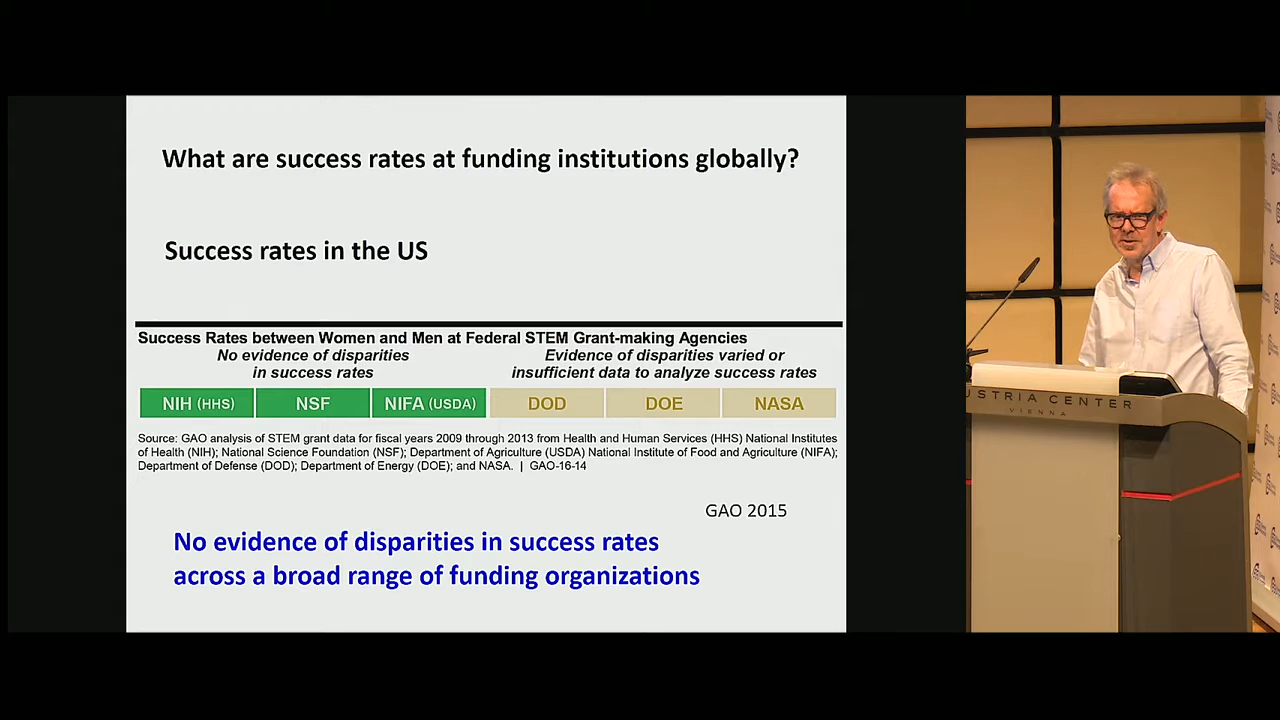 What are success rates at funding institutions globally?
Success rates in the US
Success Rates between Women and Men at Federal STEM Grant-making Agencies
No evidence of disparities
in success rates
Evidence of disparities varied or
insufficient data to analyze success rates
NIH (HHS) NSF NIFA (USDA) DOD DOE NASA
Source: GAO analysis of STEM grant data for fiscal years 2009 through 2013 from Health and Human Services (HHS) National Institutes
of Health (NIH); National Science Foundation (NSF); Department of Agriculture (USDA) National Institute of Food and Agriculture (NIFA);
Department of Defense (DOD); Department of Energy (DOE); and NASA. | GAO-16-14
GAO 2015
No evidence of disparities in success rates
across a broad range of funding organizations
USTRIA CENTER
VIENNA